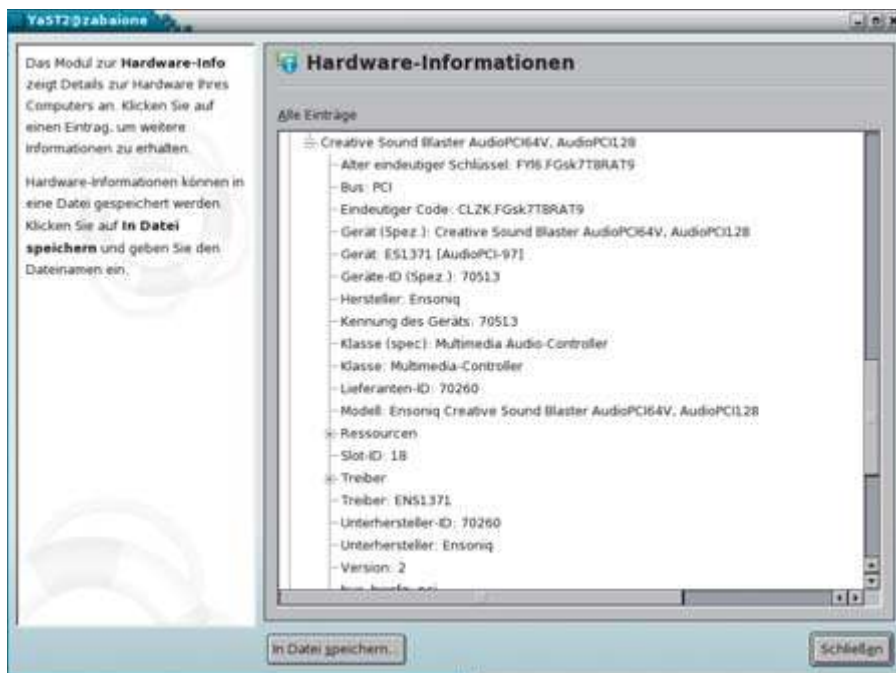 YaST2@zabaione
Das Modul zur Hardware-Info
zeigt Details zur Hardware Ihres
Computers an. Klicken Sie auf
einen Eintrag, um weitere
Informationen zu erhalten.
Hardware-Informationen können in
eine Datei gespeichert werden.
Klicken Sie auf In Datei
speichern und geben Sie den
Dateinamen ein.
Hardware-Informationen
Alle Einträge
Creative Sound Blaster AudioPCI64V, AudioPCI128
Alter eindeutiger Schlüssel: FYI6.FGsk7T8RAT9
Bus: PCI
Eindeutiger Code: CLZK.FGsk7T8RAT9
Gerät (Spez.): Creative Sound Blaster AudioPCI64V, AudioPCI128
Gerät: ES1371 [AudioPCI-97]
Geräte-ID (Spez.): 70513
Hersteller: Ensoniq
Kennung des Geräts: 70513
Klasse (spec): Multimedia Audio-Controller
Klasse: Multimedia-Controller
Lieferanten-ID: 70260
Modell: Ensoniq Creative Sound Blaster AudioPCI64V, AudioPCI128
Ressourcen
Slot-ID: 18
Treiber
Treiber: ENS1371
Unterhersteller-ID: 70260
Unterhersteller: Ensoniq
Version: 2
In Datei speichern...
Schließen